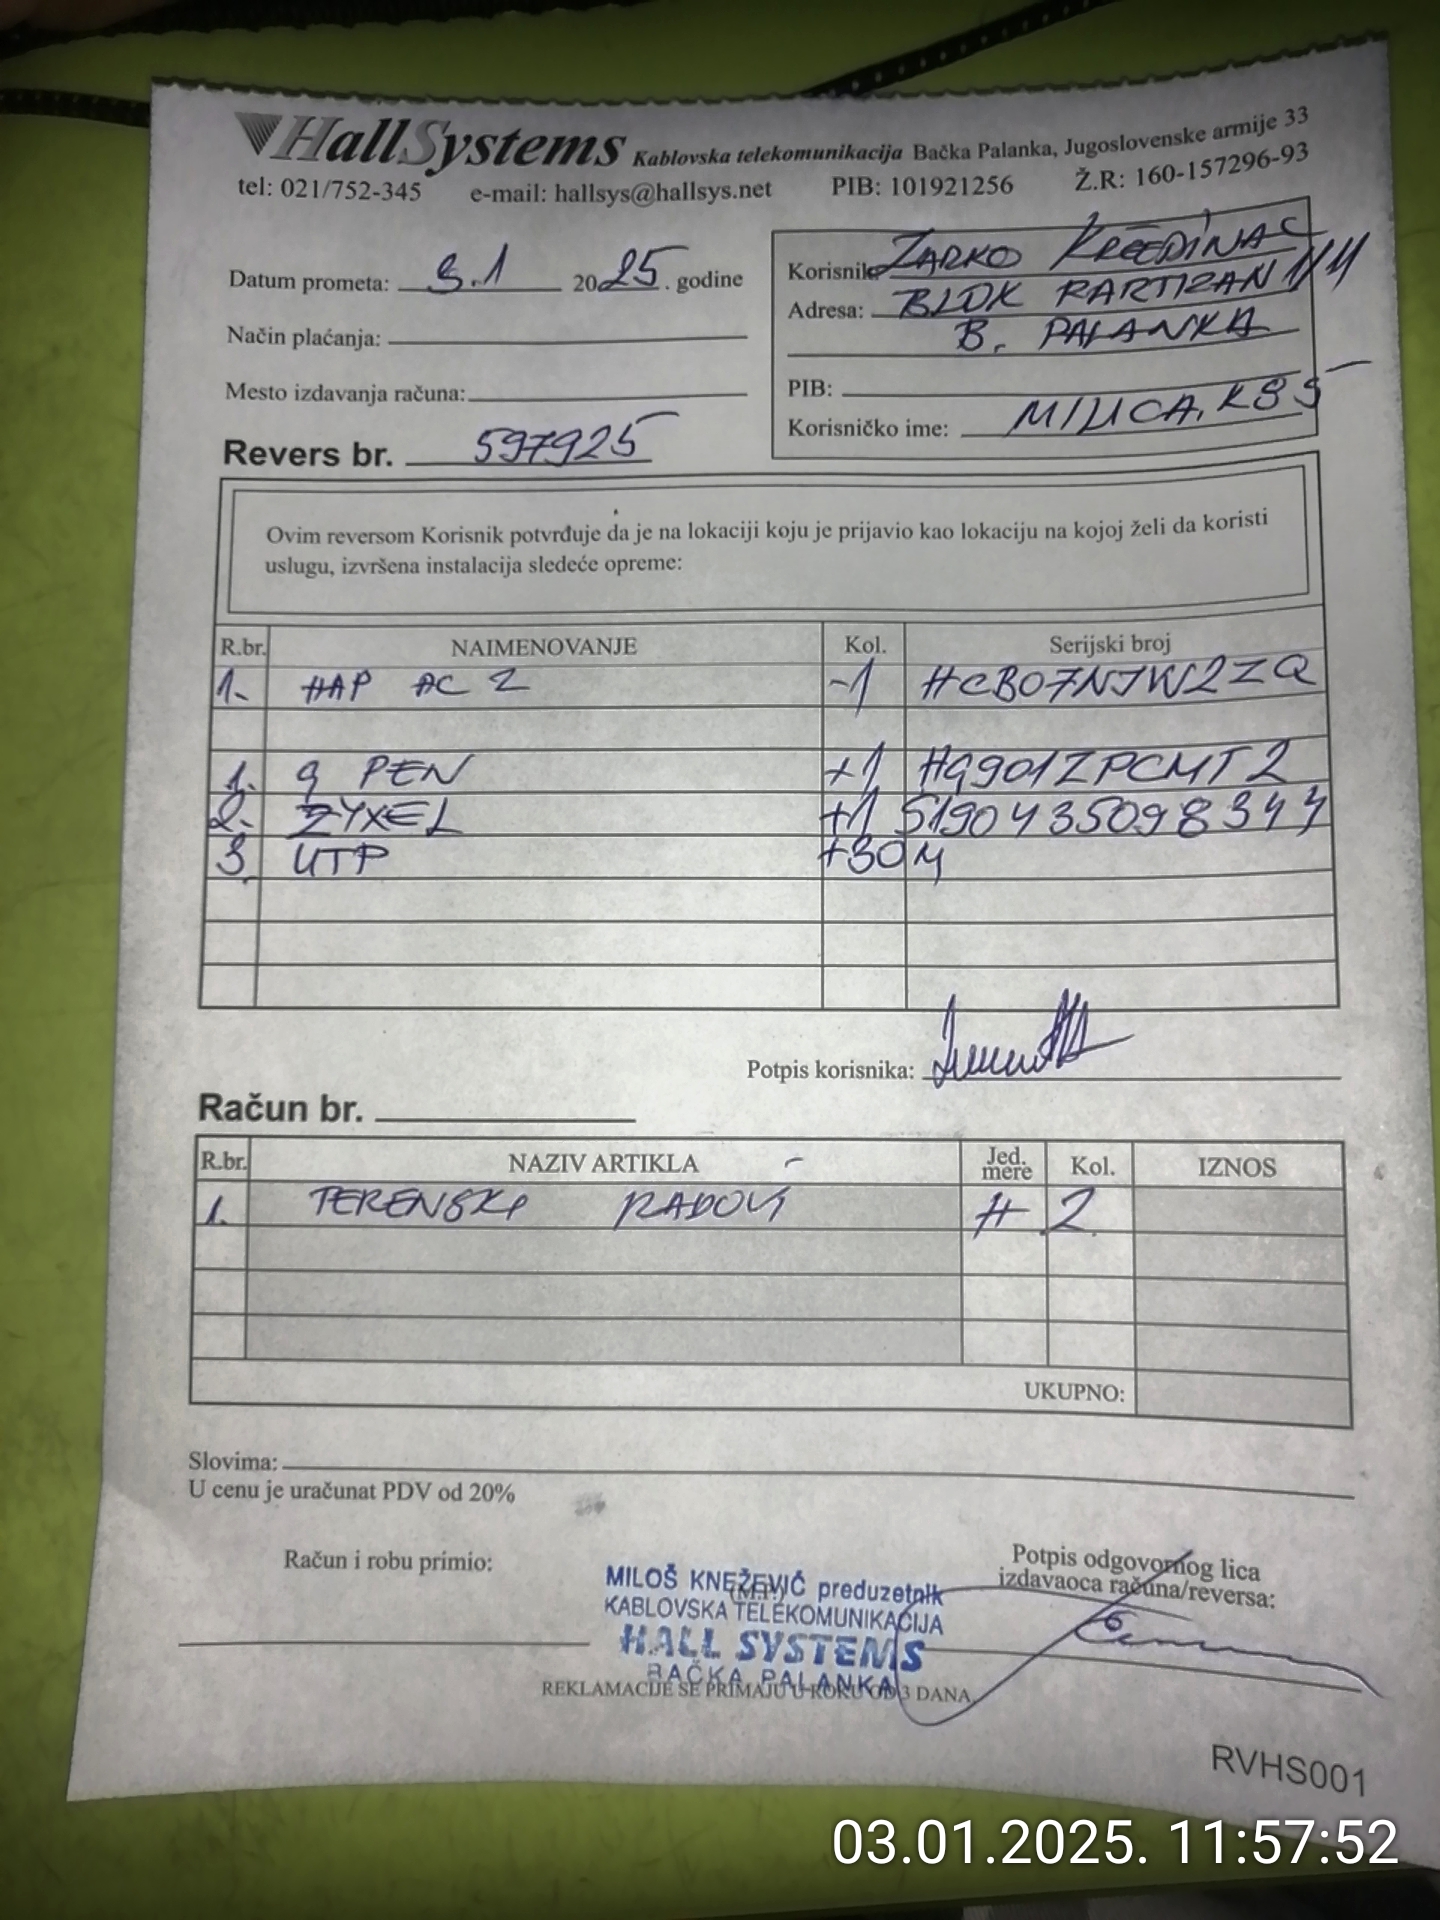 HallSystems Kablovska telekomunikacija Bačka Palanka, Jugoslovenske armije 33
tel: 021/752-345 e-mail: hallsys@hallsys.net PIB: 101921256 Ž.R: 160-157296-93
Datum prometa: 3.1 2025. godine
Način plaćanja:
Mesto izdavanja računa:
Revers br. 597925
Korisnik: ŽARKO
Adresa: BLOK PARTIZAN 1/11
B. PALANKA
PIB:
Korisničko ime: MILICA.K85
Ovim reversom Korisnik potvrđuje da je na lokaciji koju je prijavio kao lokaciju na kojoj želi da koristi
uslugu, izvršena instalacija sledeće opreme:
R.br. NAIMENOVANJE Kol. Serijski broj
1. HAP AC 2 -1 HCB07NJW2ZQ
1. 9 PEN +1 HG901ZPCMT2
2. ZYXEL +1 S190Y35098344
3. UTP +30M
Potpis korisnika:
Račun br.
R.br. NAZIV ARTIKLA Jed. mere Kol. IZNOS
1. TERENSKI RADOVI H 2
UKUPNO:
Slovima:
U cenu je uračunat PDV od 20%
Račun i robu primio:
(M.P.)
MILOŠ KNEŽEVIĆ preduzetnik
KABLOVSKA TELEKOMUNIKACIJA
HALL SYSTEMS
BAČKA PALANKA
REKLAMACIJE SE PRIMAJU U ROKU OD 3 DANA
Potpis odgovornog lica
izdavaoca računa/reversa:
RVHS001
03.01.2025. 11:57:52